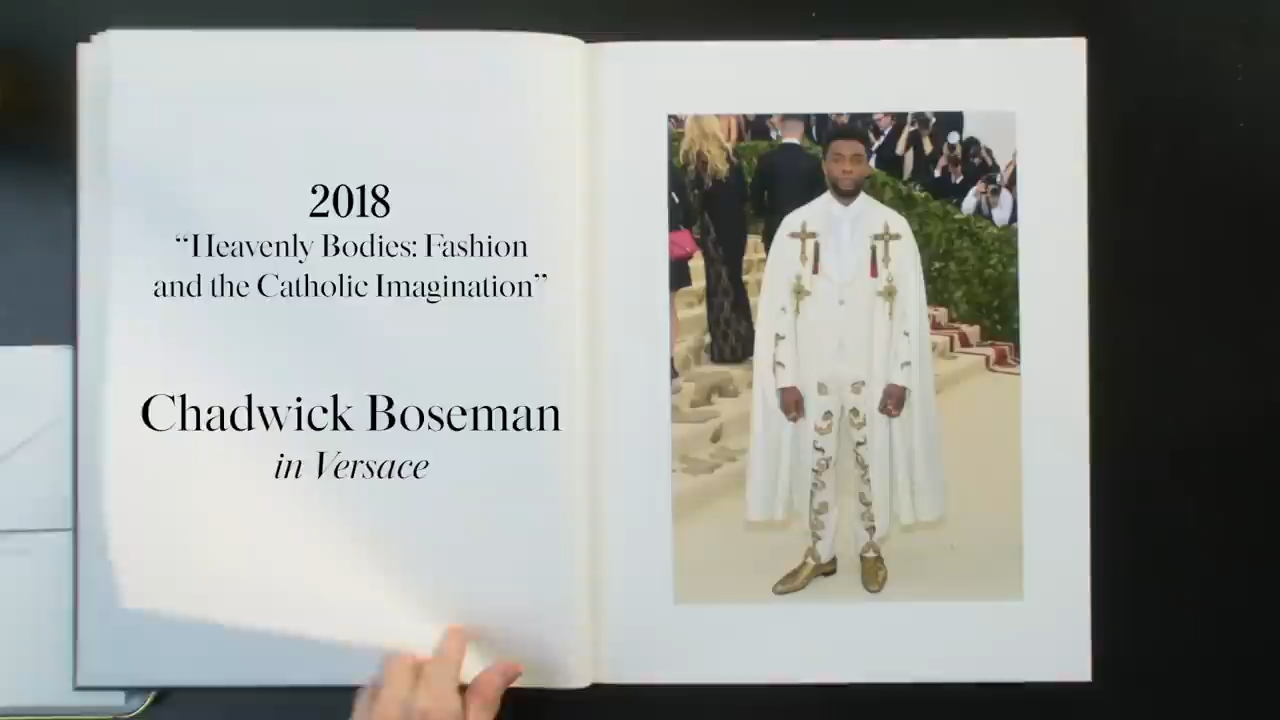 2018
“Heavenly Bodies: Fashion
and the Catholic Imagination”
Chadwick Boseman
in Versace